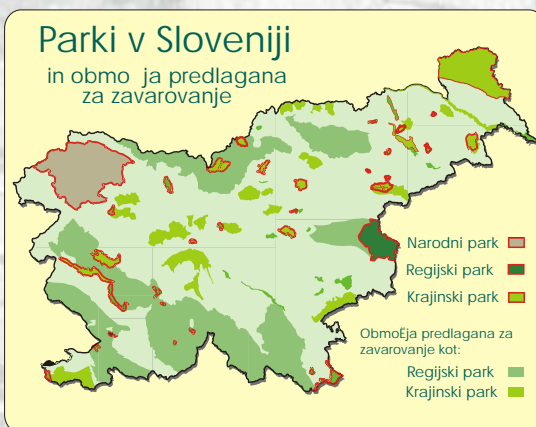 Parki v Sloveniji
in obmo ja predlagana
za zavarovanje
Narodni park
Regijski park
Krajinski park
ObmoËja predlagana za
zavarovanje kot:
Regijski park
Krajinski park